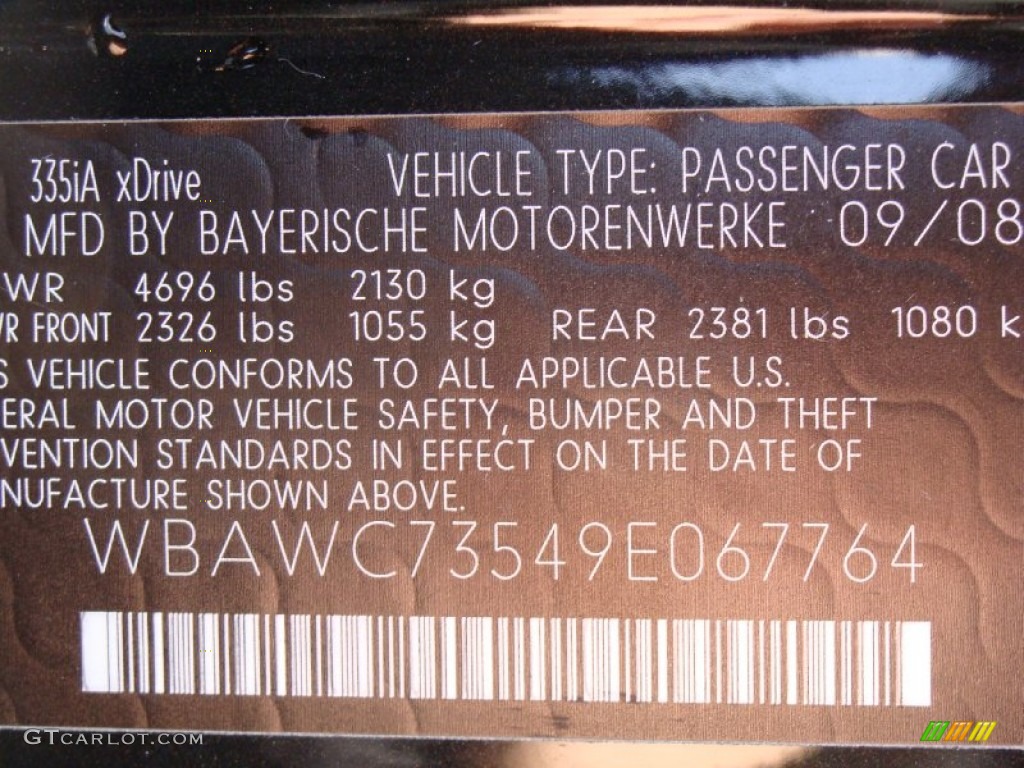 335iA xDrive VEHICLE TYPE: PASSENGER CAR
MFD BY BAYERISCHE MOTORENWERKE 09/08
WR 4696 lbs 2130 kg
WR FRONT 2326 lbs 1055 kg REAR 2381 lbs 1080 k
S VEHICLE CONFORMS TO ALL APPLICABLE U.S.
ERAL MOTOR VEHICLE SAFETY, BUMPER AND THEFT
VENTION STANDARDS IN EFFECT ON THE DATE OF
NUFACTURE SHOWN ABOVE.
WBAWC73549E067764
GTCARLOT.COM